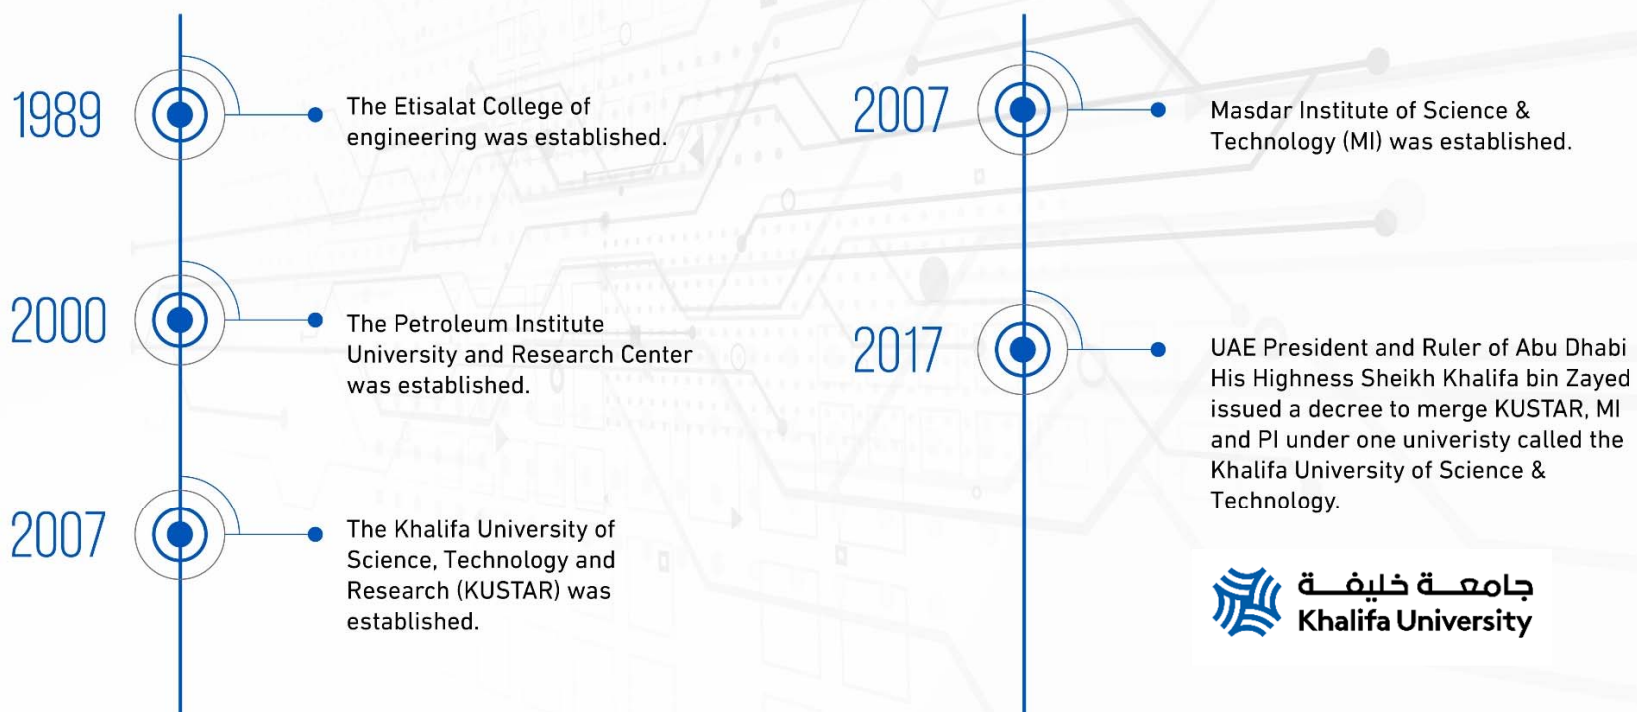 1989
The Etisalat College of
engineering was established.
2000
The Petroleum Institute
University and Research Center
was established.
2007
The Khalifa University of
Science, Technology and
Research (KUSTAR) was
established.
2007
Masdar Institute of Science &
Technology (MI) was established.
2017
UAE President and Ruler of Abu Dhabi
His Highness Sheikh Khalifa bin Zayed
issued a decree to merge KUSTAR, MI
and PI under one univeristy called the
Khalifa University of Science &
Technology.
جامعـة خليفـة
Khalifa University